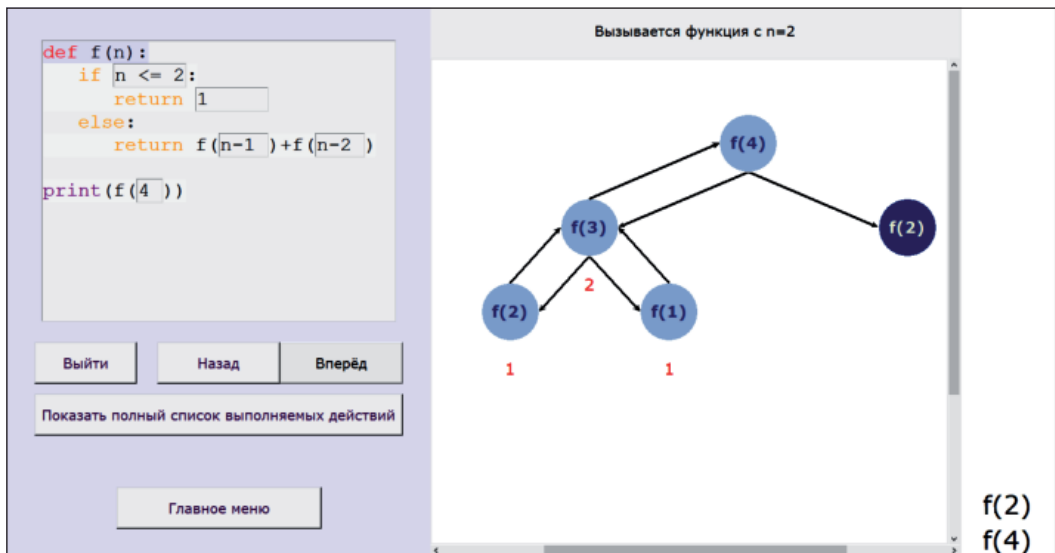 def f(n):
if n <= 2:
return 1
else:
return f(n-1 )+f(n-2 )
print(f(4 ))
Выйти
Назад
Вперёд
Показать полный список выполняемых действий
Главное меню
Вызывается функция с n=2
f(4)
f(3)
f(2)
2
f(2)
f(1)
1
1
f(2)
f(4)